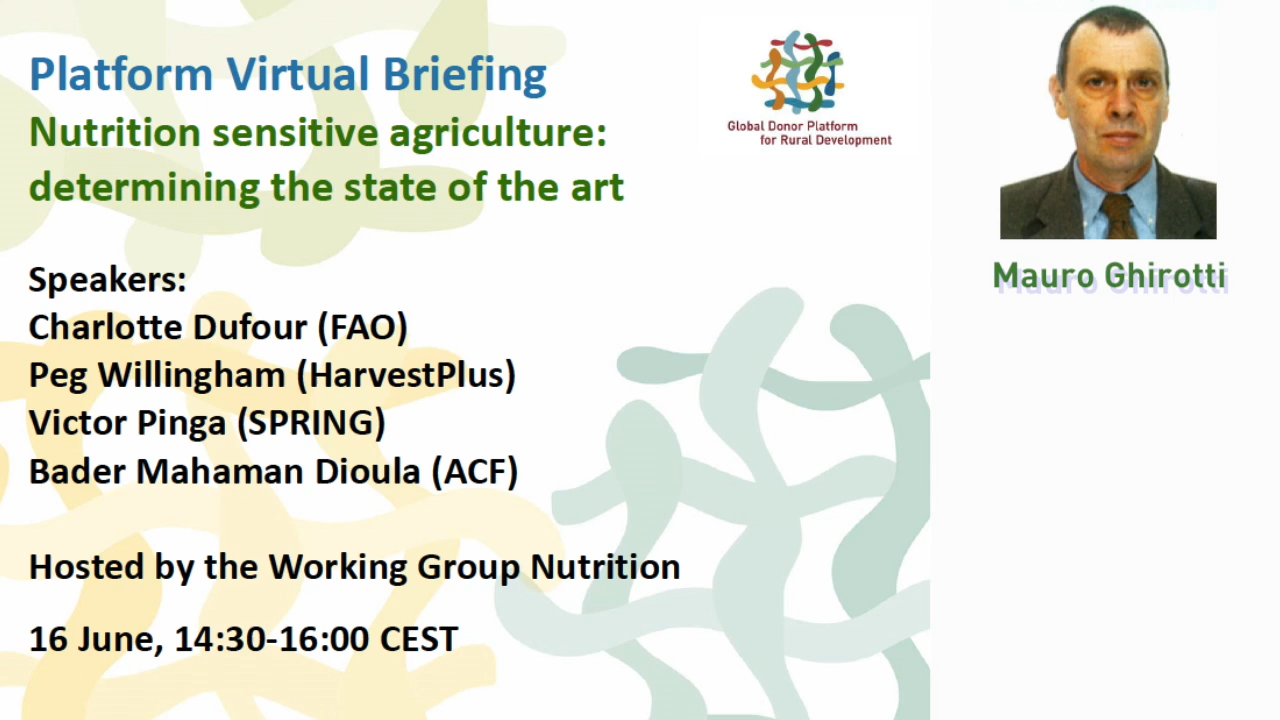 Platform Virtual Briefing
Nutrition sensitive agriculture:
determining the state of the art
Global Donor Platform
for Rural Development
Speakers:
Charlotte Dufour (FAO)
Peg Willingham (HarvestPlus)
Victor Pinga (SPRING)
Bader Mahaman Dioula (ACF)
Hosted by the Working Group Nutrition
16 June, 14:30-16:00 CEST
Mauro Ghirotti